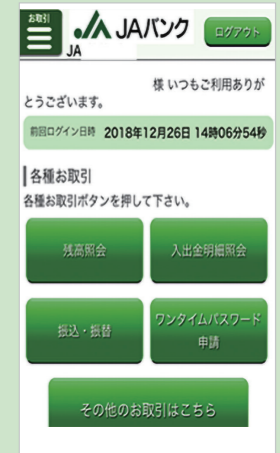 お取引
JAバンク
ログアウト
JA
様 いつもご利用ありが
とうございます。
前回ログイン日時 2018年12月26日 14時06分54秒
各種お取引
各種お取引ボタンを押して下さい。
残高照会
入出金明細照会
振込・振替
ワンタイムパスワード
申請
その他のお取引はこちら